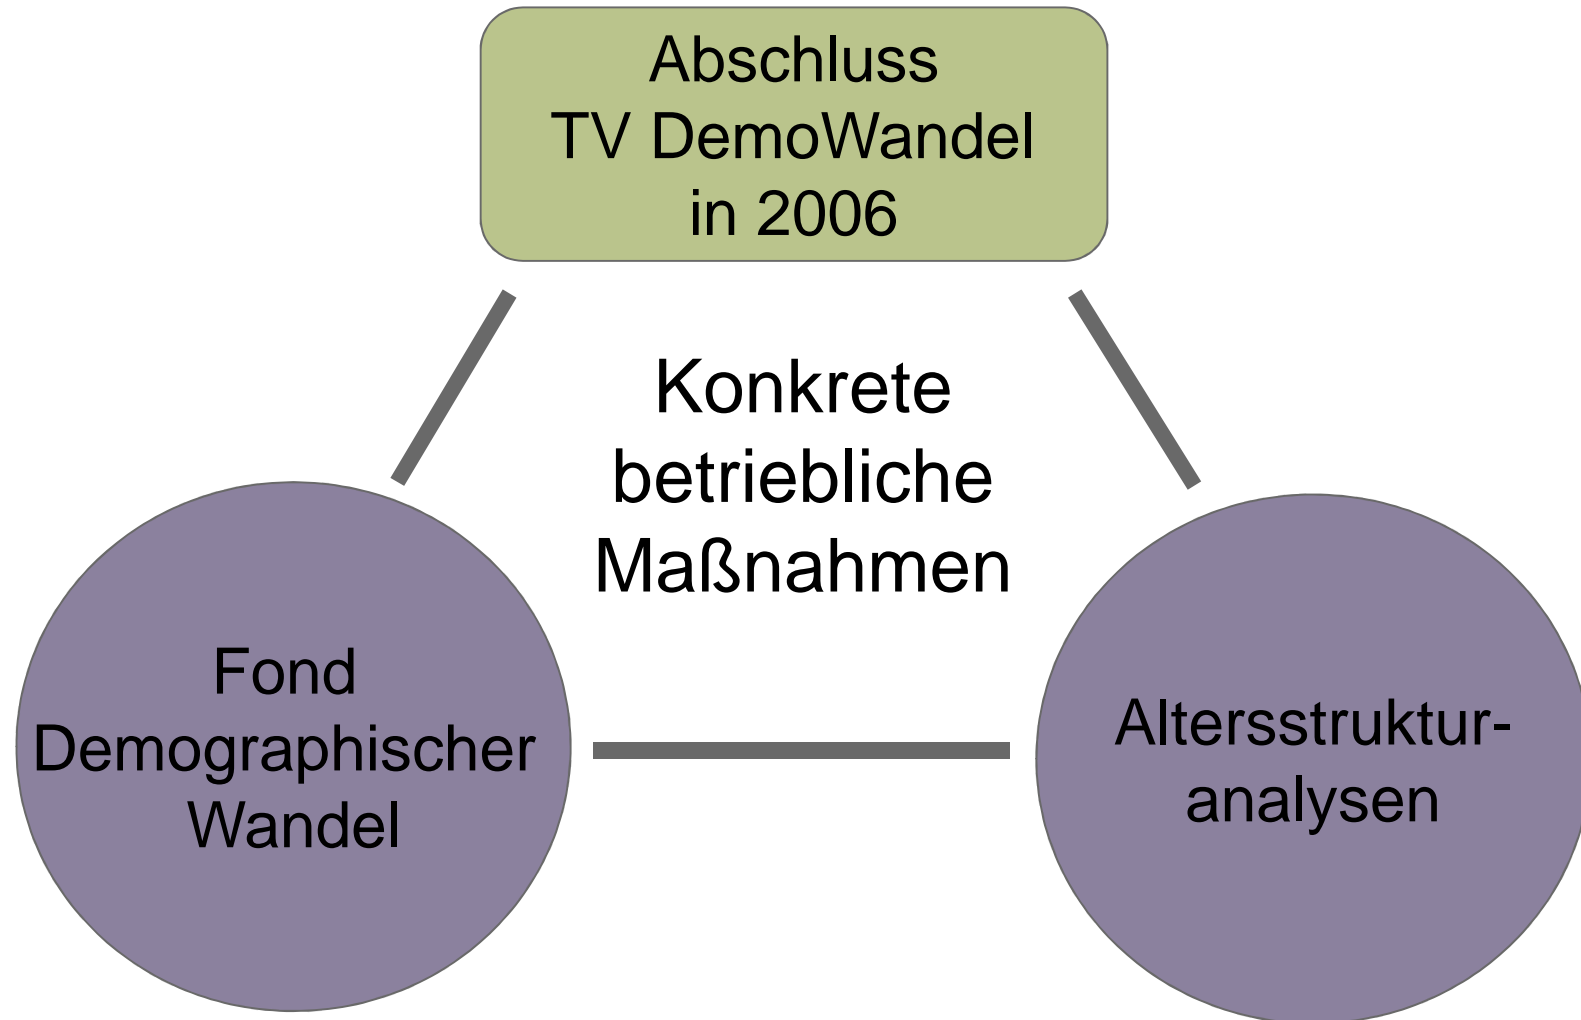 Abschluss
TV DemoWandel
in 2006
Konkrete
betriebliche
Maßnahmen
Fond
Demographischer
Wandel
Altersstruktur-
analysen